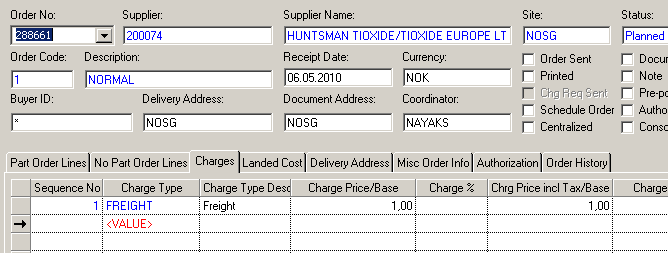 Order No: Supplier: Supplier Name: Site: Status:
288661 200074 HUNTSMAN TIOXIDE/TIOXIDE EUROPE LT NOSG Planned
Order Code: Description: Receipt Date: Currency: Order Sent Docu
1 NORMAL 06.05.2010 NOK Printed Note
Chg Req Sent Pre-po
Buyer ID: Delivery Address: Document Address: Coordinator: Schedule Order Autho
* NOSG NOSG NAYAKS Centralized Consc
Part Order Lines No Part Order Lines Charges Landed Cost Delivery Address Misc Order Info Authorization Order History
Sequence No Charge Type Charge Type Desc Charge Price/Base Charge % Chrg Price incl Tax/Base Charge
1 FREIGHT Freight 1,00 1,00
<VALUE>